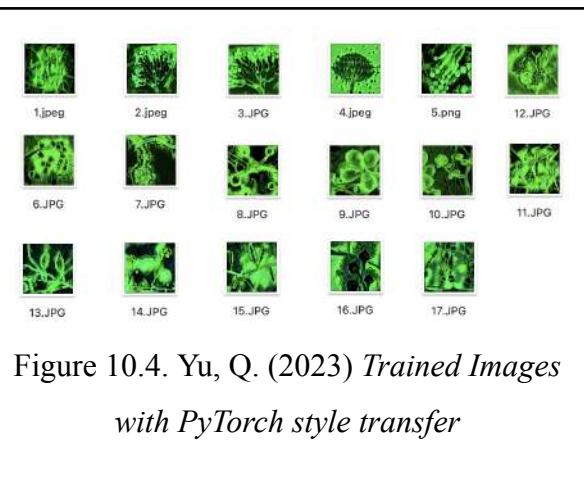 1.jpeg 2.jpeg 3.JPG 4.jpeg 5.png 12.JPG
6.JPG 7.JPG 8.JPG 9.JPG 10.JPG 11.JPG
13.JPG 14.JPG 15.JPG 16.JPG 17.JPG
Figure 10.4. Yu, Q. (2023) Trained Images
with PyTorch style transfer